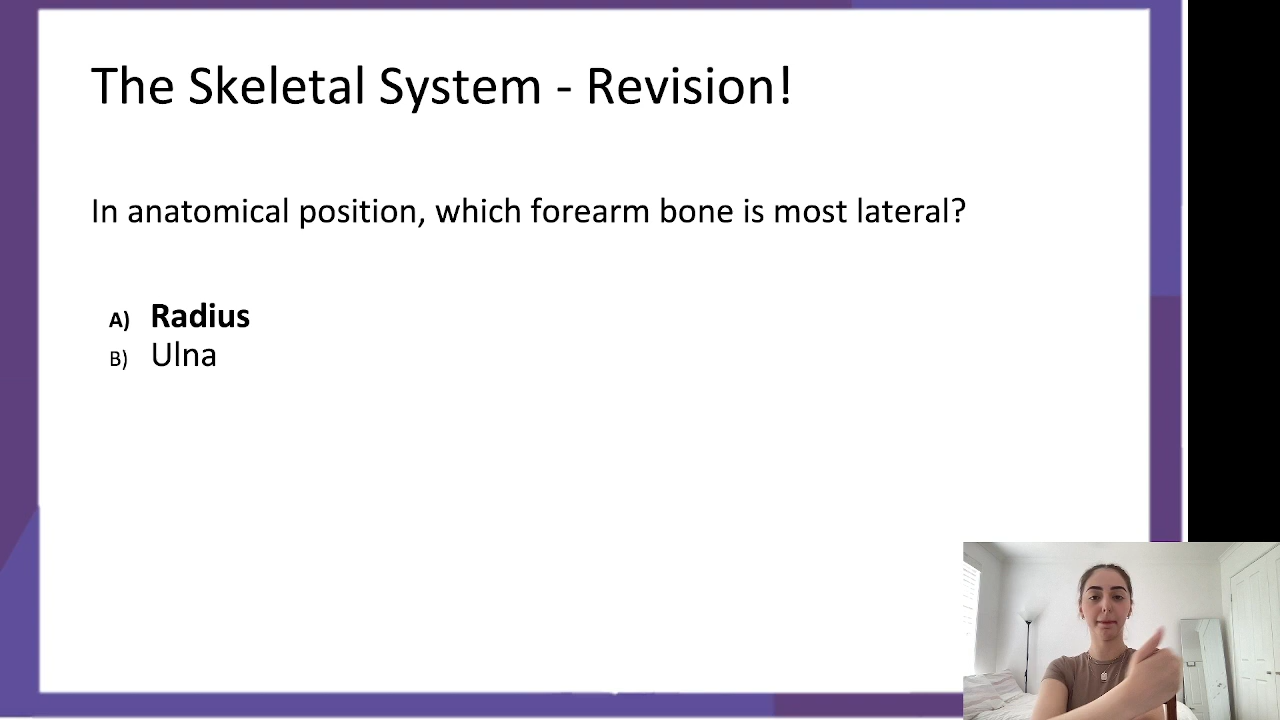 The Skeletal System - Revision!
In anatomical position, which forearm bone is most lateral?
A) Radius
B) Ulna